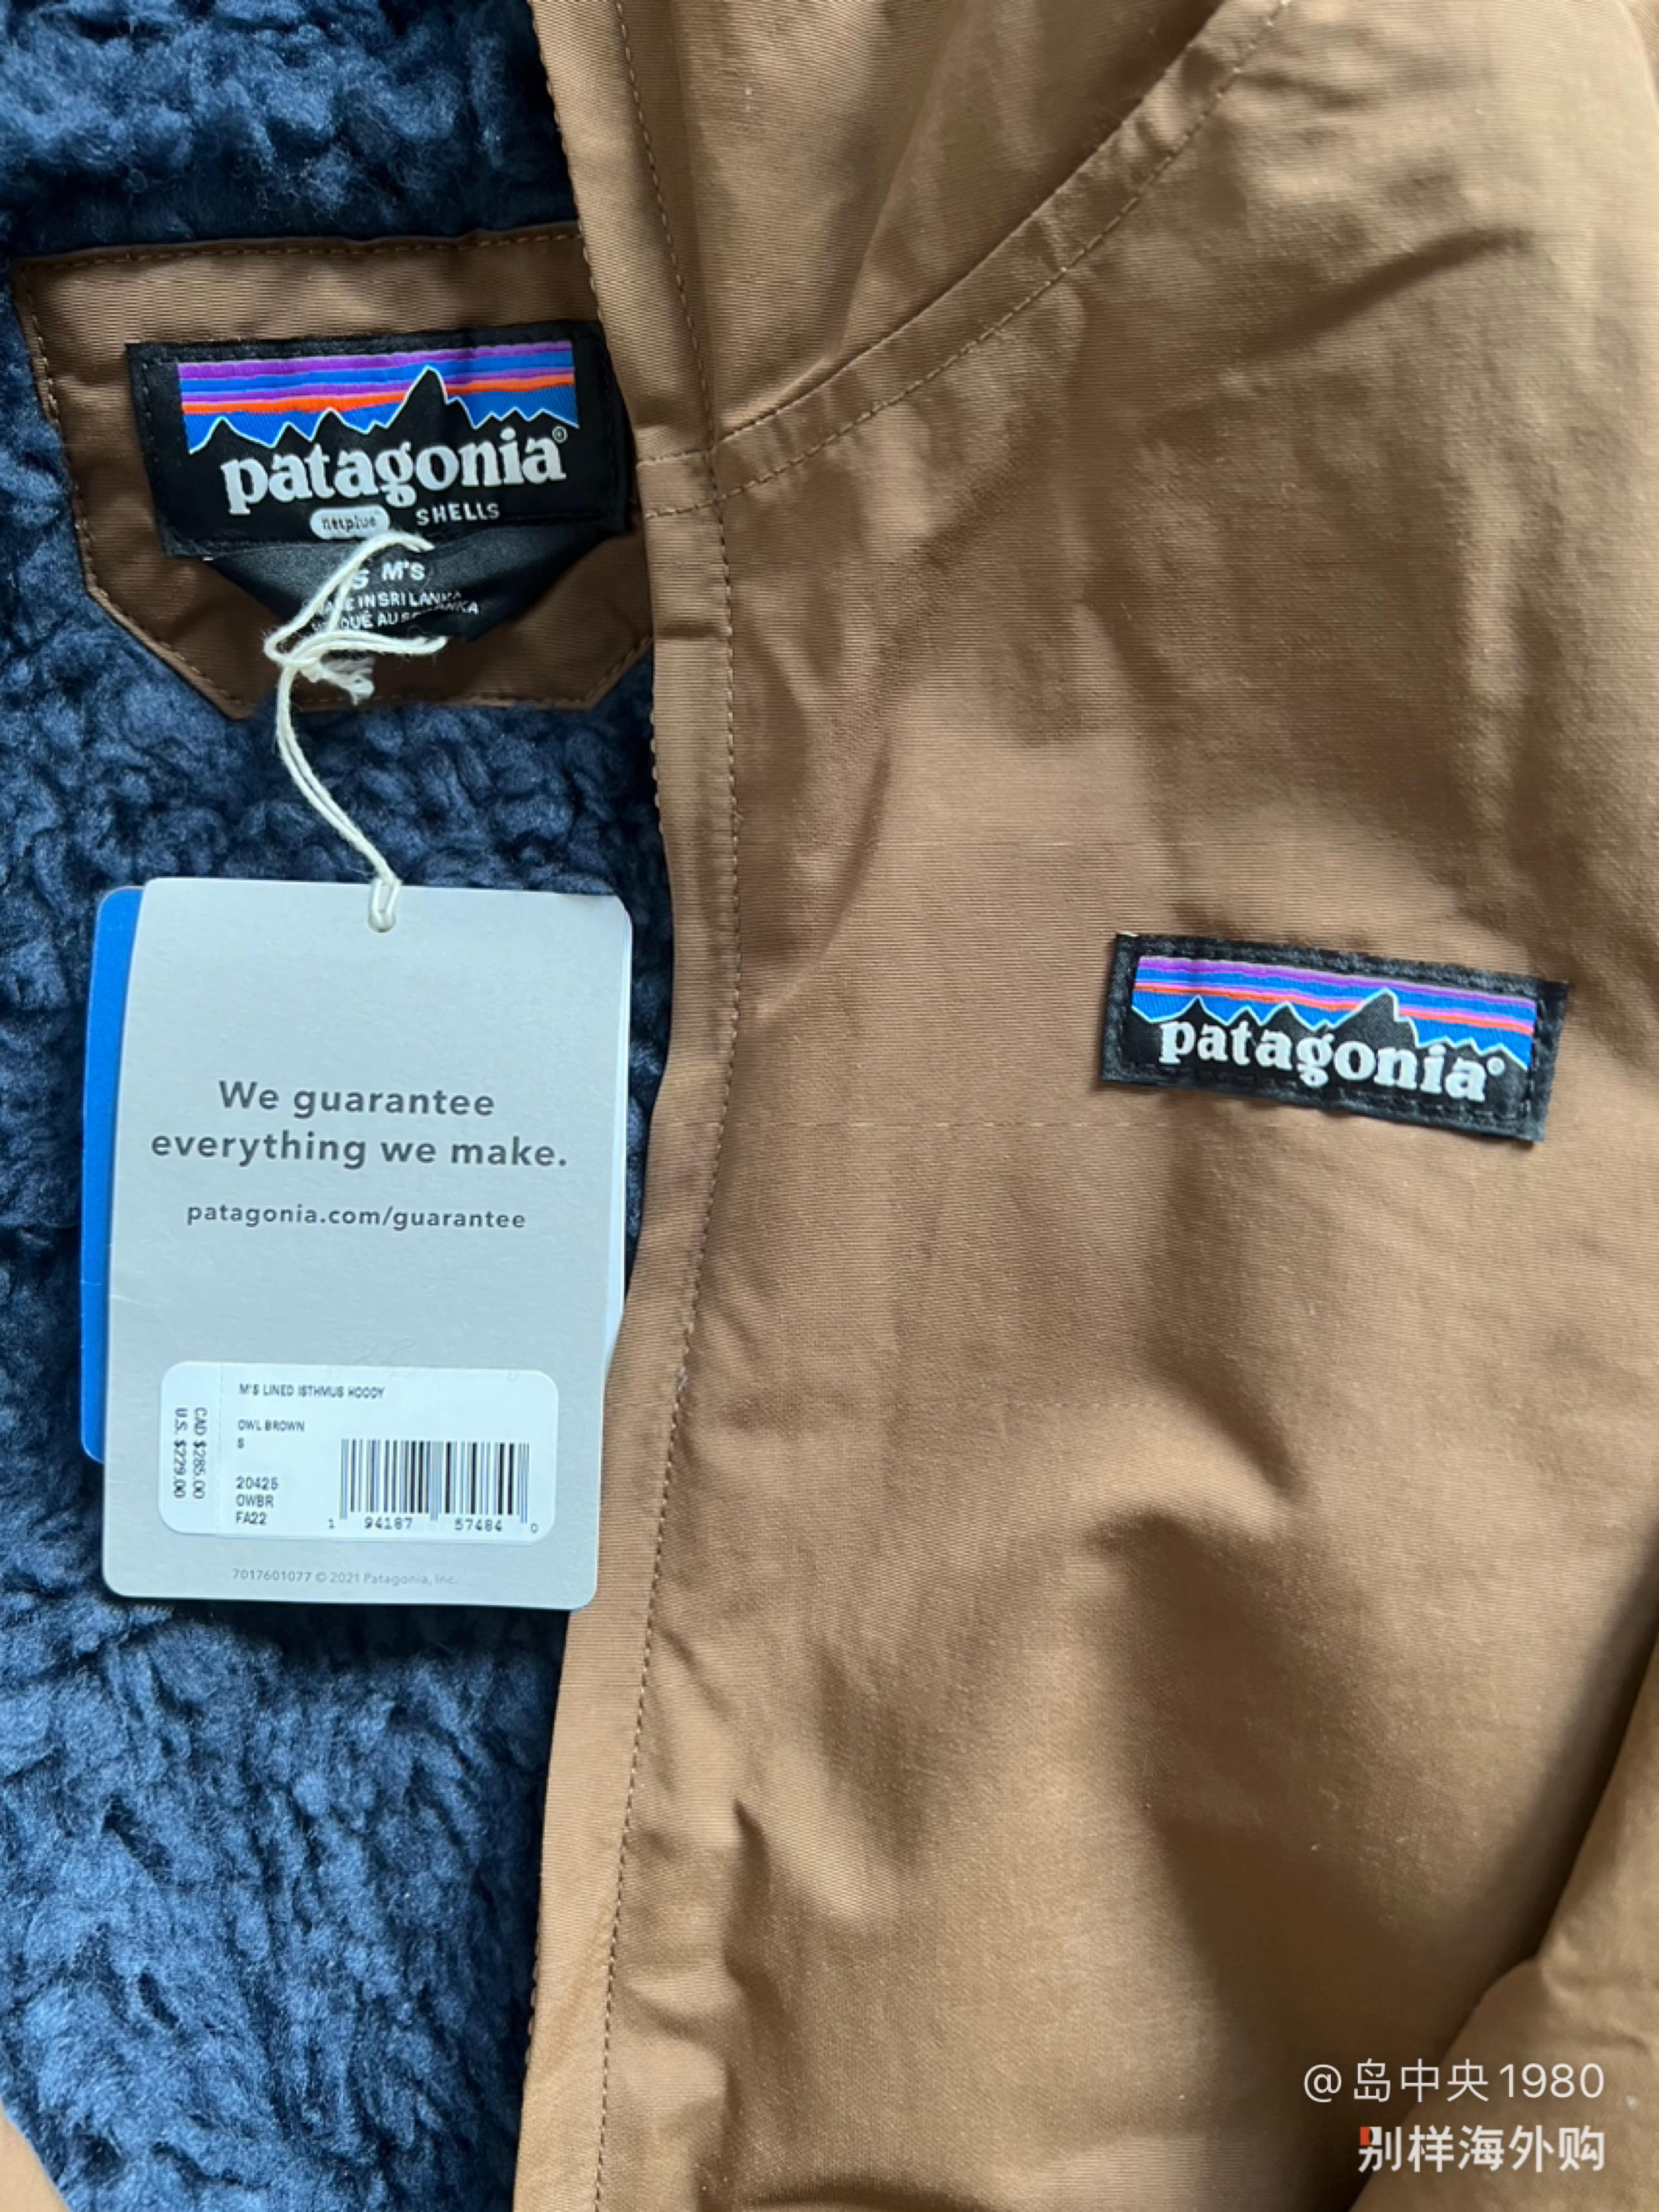 patagonia®
netplus SHELLS
S M'S
MADE IN SRI LANKA
We guarantee
everything we make.
patagonia.com/guarantee
M'S LINED ISTHMUS HOODY
OWL BROWN
S
20425
OWBR
FA22
CAD $285.00
U.S. $229.00
1 94187 57484 0
7017601077 © 2021 Patagonia, Inc.
patagonia®
@岛中央1980
别样海外购